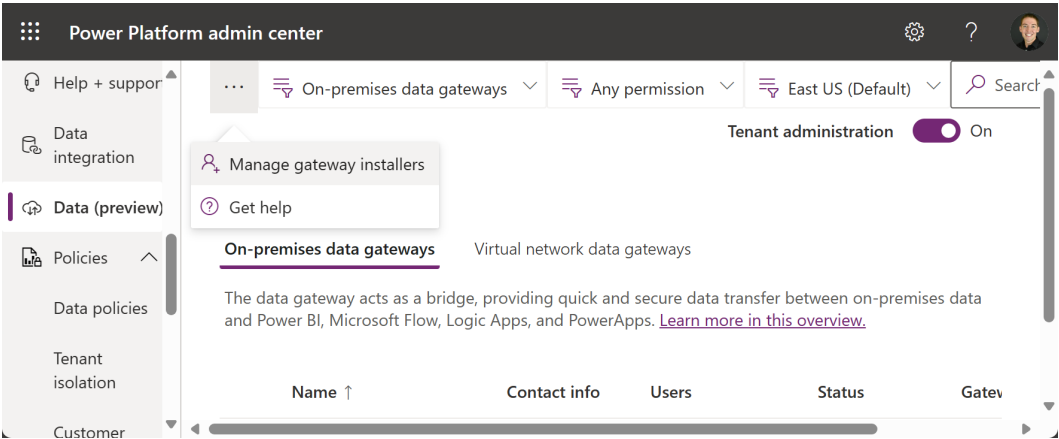 Power Platform admin center
?
Help + suppor
Data
integration
Data (preview)
Policies
Data policies
Tenant
isolation
Customer
...
On-premises data gateways
Any permission
East US (Default)
Search
Tenant administration
On
Manage gateway installers
? Get help
On-premises data gateways
Virtual network data gateways
The data gateway acts as a bridge, providing quick and secure data transfer between on-premises data
and Power BI, Microsoft Flow, Logic Apps, and PowerApps. Learn more in this overview.
Name ↑ Contact info Users Status Gatew